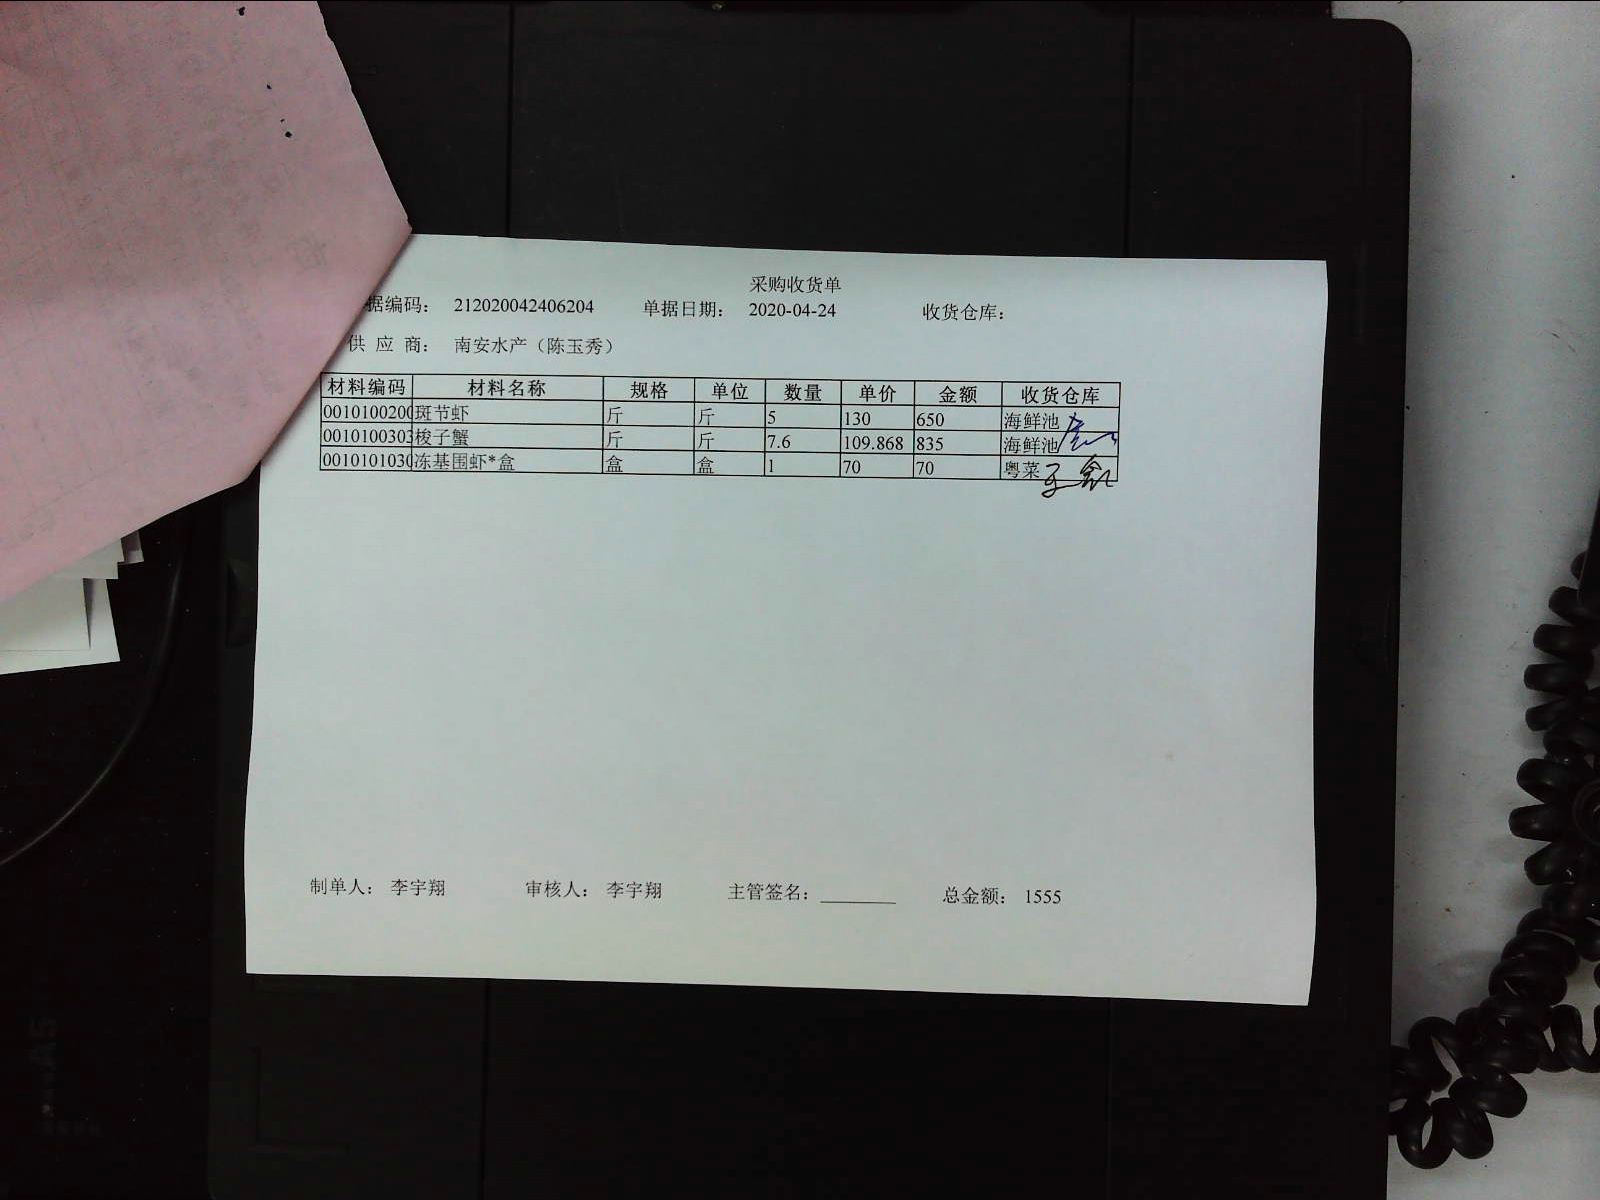 采购收货单
据编码： 212020042406204 单据日期： 2020-04-24 收货仓库：
供 应 商： 南安水产（陈玉秀）
材料编码 材料名称 规格 单位 数量 单价 金额 收货仓库
0010100200 斑节虾 斤 斤 5 130 650 海鲜池
0010100303 梭子蟹 斤 斤 7.6 109.868 835 海鲜池
0010101030 冻基围虾*盒 盒 盒 1 70 70 粤菜
制单人： 李宇翔 审核人： 李宇翔 主管签名： 总金额： 1555